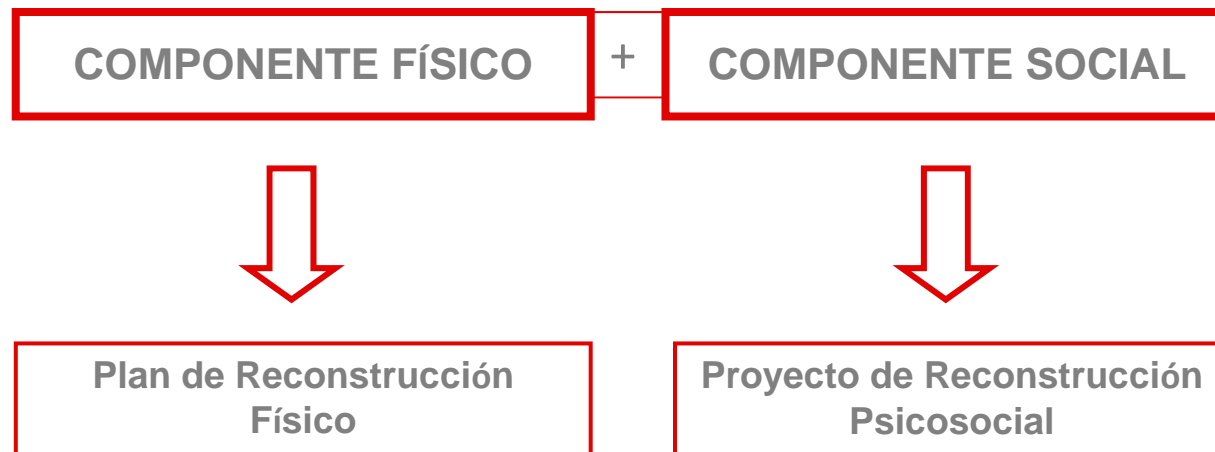 COMPONENTE FÍSICO + COMPONENTE SOCIAL
Plan de Reconstrucción
Físico
Proyecto de Reconstrucción
Psicosocial